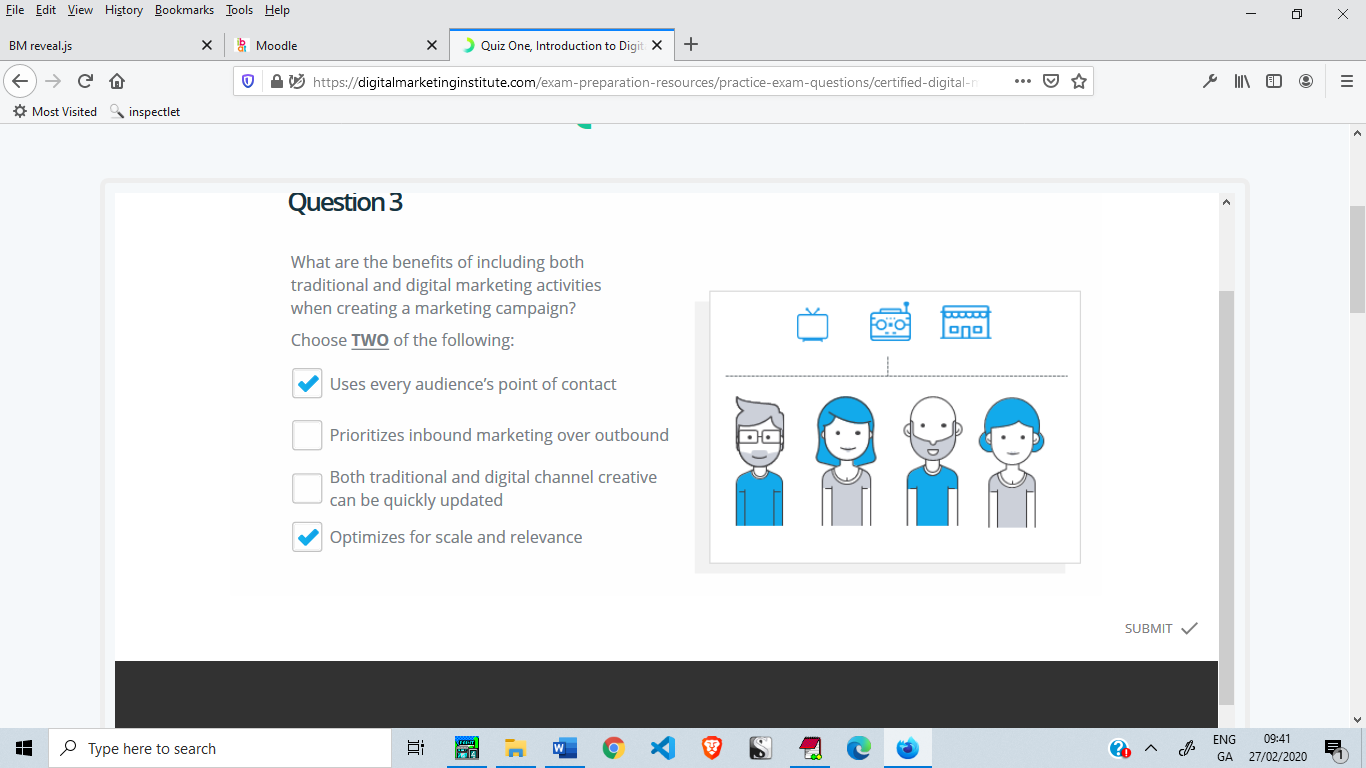 File Edit View History Bookmarks Tools Help
BM reveal.js
Moodle
Quiz One, Introduction to Digit
https://digitalmarketinginstitute.com/exam-preparation-resources/practice-exam-questions/certified-digital-m
Most Visited
inspectlet
Question 3
What are the benefits of including both
traditional and digital marketing activities
when creating a marketing campaign?
Choose TWO of the following:
Uses every audience’s point of contact
Prioritizes inbound marketing over outbound
Both traditional and digital channel creative
can be quickly updated
Optimizes for scale and relevance
SUBMIT
Type here to search
ENG
GA
09:41
27/02/2020
1